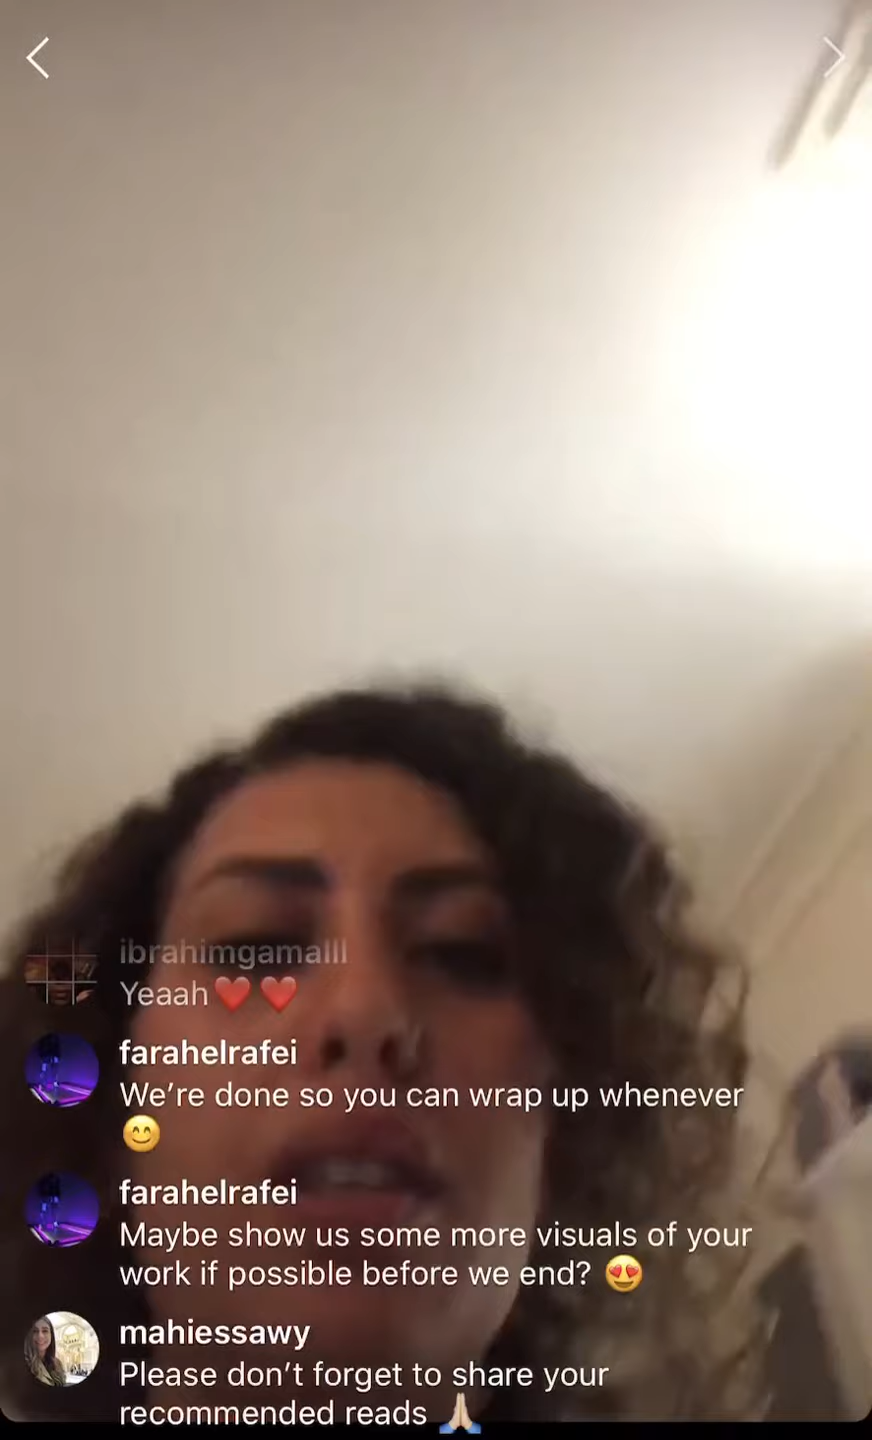 ibrahimgamalll
Yeaah❤️❤️
farahelrafei
We’re done so you can wrap up whenever
😊
farahelrafei
Maybe show us some more visuals of your
work if possible before we end? 😍
mahiessawy
Please don’t forget to share your
recommended reads 🙏🏻